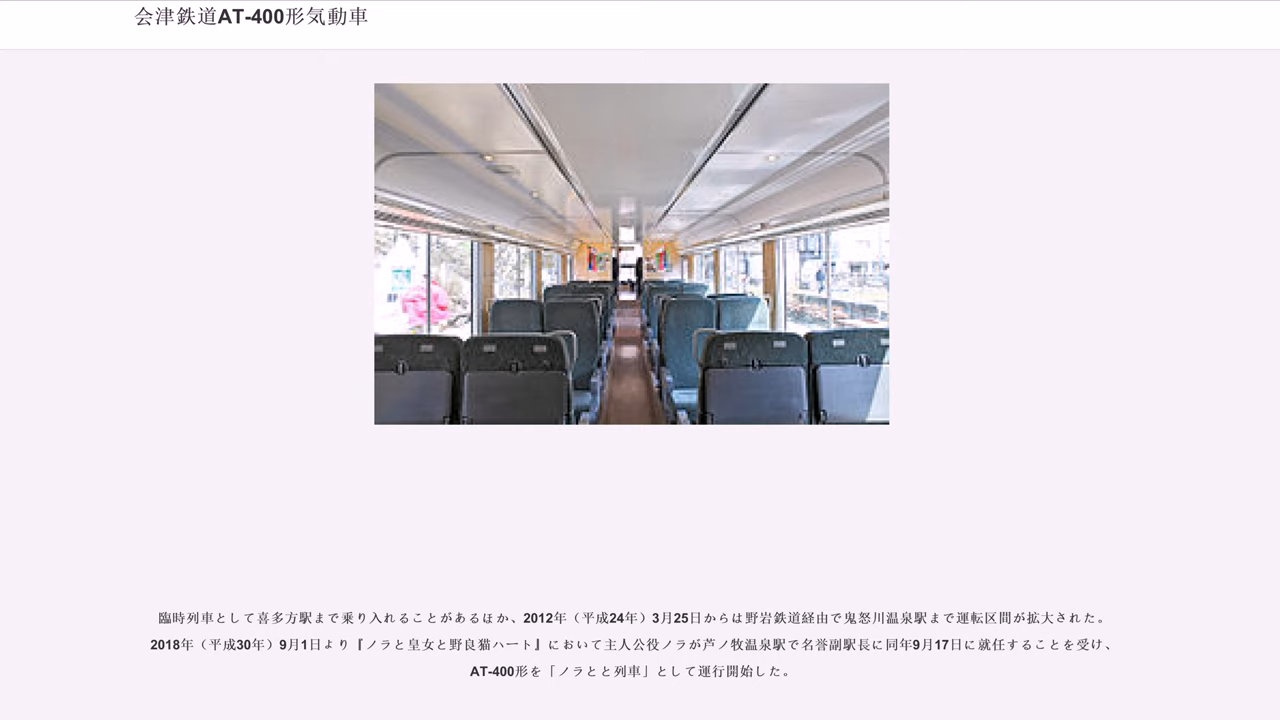 会津鉄道AT-400形気動車
臨時列車として喜多方駅まで乗り入れることがあるほか、2012年（平成24年）3月25日からは野岩鉄道経由で鬼怒川温泉駅まで運転区間が拡大された。
2018年（平成30年）9月1日より『ノラと皇女と野良猫ハート』において主人公役ノラが芦ノ牧温泉駅で名誉副駅長に同年9月17日に就任することを受け、
AT-400形を「ノラとと列車」として運行開始した。